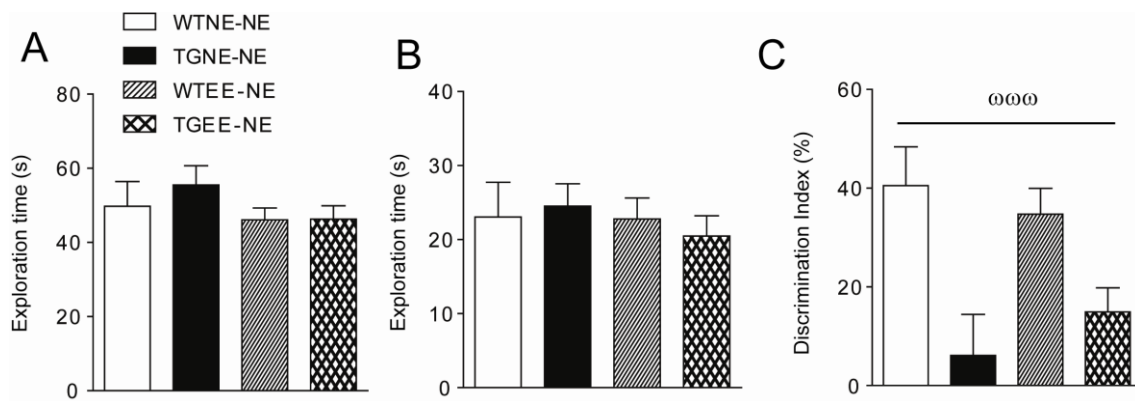 A
WTNE-NE
TGNE-NE
WTEE-NE
TGEE-NE
Exploration time (s)
80
60
40
20
0
B
Exploration time (s)
40
30
20
10
0
C
Discrimination Index (%)
60
40
20
0
ωωω